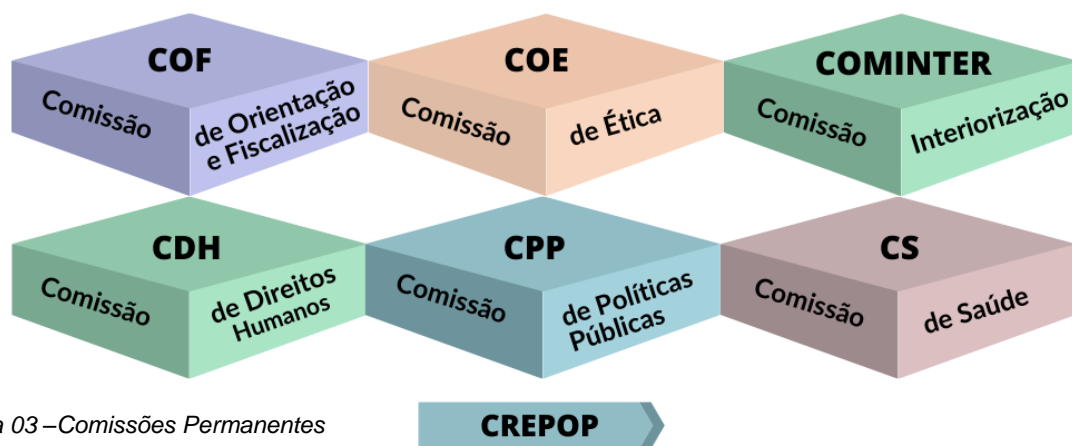 COF
Comissão
de Orientação
e Fiscalização
COE
Comissão
de Ética
COMINTER
Comissão
Interiorização
CDH
Comissão
de Direitos
Humanos
CPP
Comissão
de Políticas
Públicas
CS
Comissão
de Saúde
a 03 –Comissões Permanentes
CREPOP